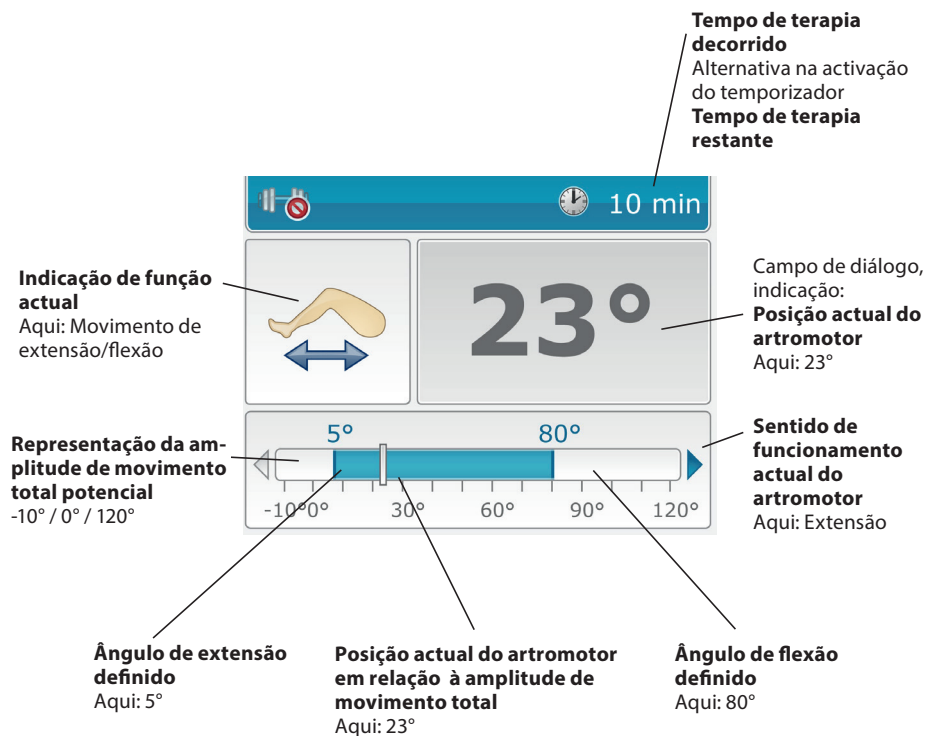 Tempo de terapia
decorrido
Alternativa na activação
do temporizador
Tempo de terapia
restante
10 min
Indicação de função
actual
Aqui: Movimento de
extensão/flexão
23°
Campo de diálogo,
indicação:
Posição actual do
artromotor
Aqui: 23°
Representação da am-
plitude de movimento
total potencial
-10° / 0° / 120°
5° 80°
-10° 0° 30° 60° 90° 120°
Sentido de
funcionamento
actual do
artromotor
Aqui: Extensão
Ângulo de extensão
definido
Aqui: 5°
Posição actual do artromotor
em relação à amplitude de
movimento total
Aqui: 23°
Ângulo de flexão
definido
Aqui: 80°